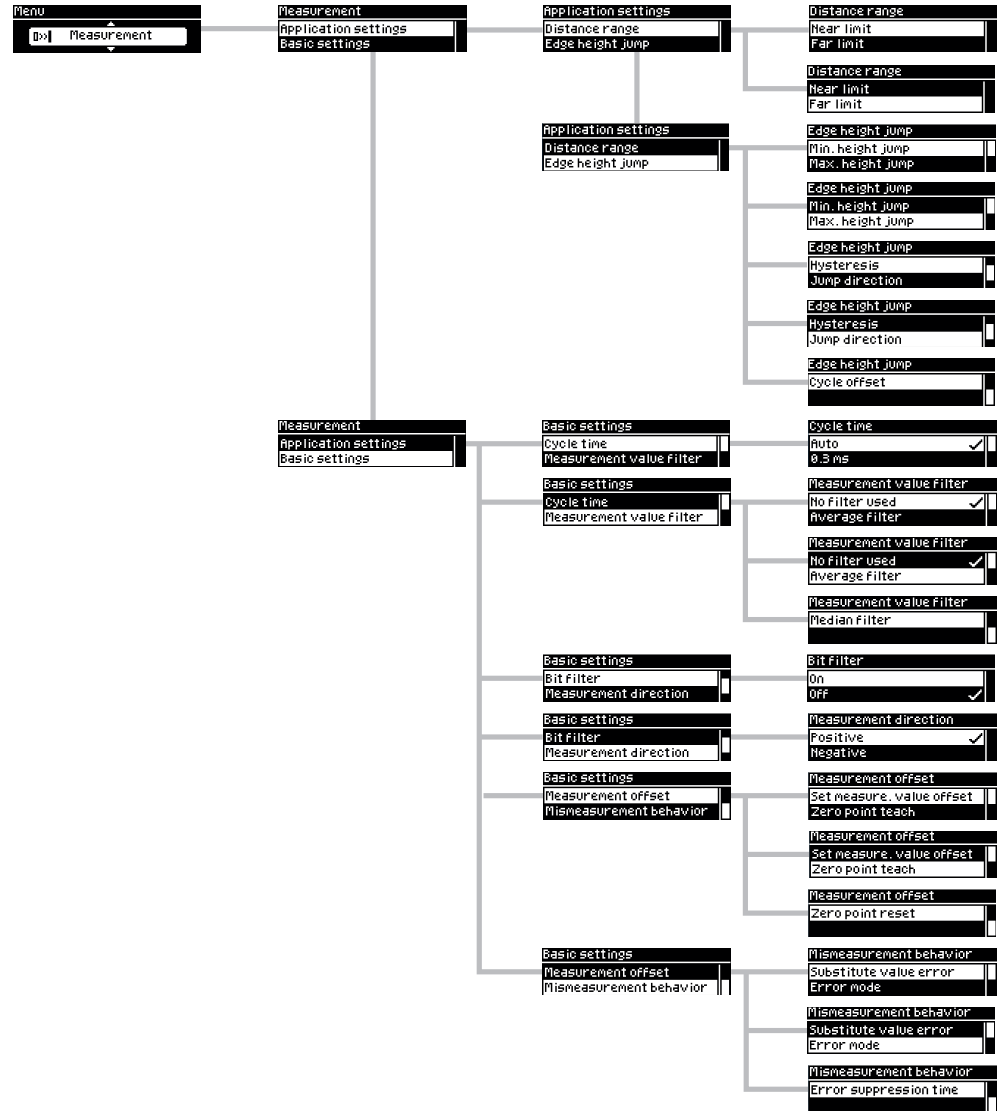 Menu
Measurement
Measurement
Application settings
Basic settings
Application settings
Distance range
Edge height jump
Distance range
Near limit
Far limit
Distance range
Near limit
Far limit
Application settings
Distance range
Edge height jump
Edge height jump
Min. height jump
Max. height jump
Edge height jump
Min. height jump
Max. height jump
Edge height jump
Hysteresis
Jump direction
Edge height jump
Hysteresis
Jump direction
Edge height jump
Cycle offset
Measurement
Application settings
Basic settings
Basic settings
Cycle time
Measurement value filter
Cycle time
Auto
0.3 ms
Basic settings
Cycle time
Measurement value filter
Measurement value filter
No filter used
Average filter
Measurement value filter
No filter used
Average filter
Measurement value filter
Median filter
Basic settings
Bit filter
Measurement direction
Bit filter
On
Off
Basic settings
Bit filter
Measurement direction
Measurement direction
Positive
Negative
Basic settings
Measurement offset
Mismeasurement behavior
Measurement offset
Set measure. value offset
Zero point teach
Measurement offset
Set measure. value offset
Zero point teach
Measurement offset
Zero point reset
Basic settings
Measurement offset
Mismeasurement behavior
Mismeasurement behavior
Substitute value error
Error mode
Mismeasurement behavior
Substitute value error
Error mode
Mismeasurement behavior
Error suppression time